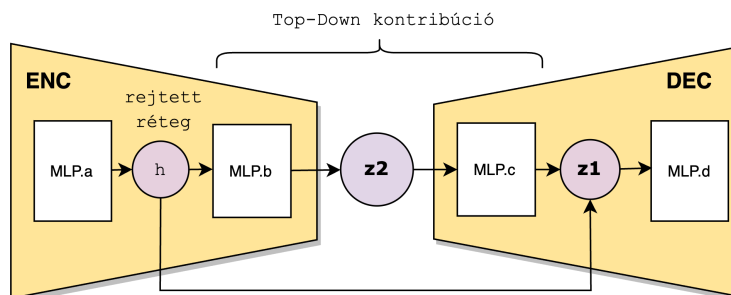 Top-Down kontribúció
ENC
DEC
rejtett
réteg
MLP.a
h
MLP.b
z2
MLP.c
z1
MLP.d